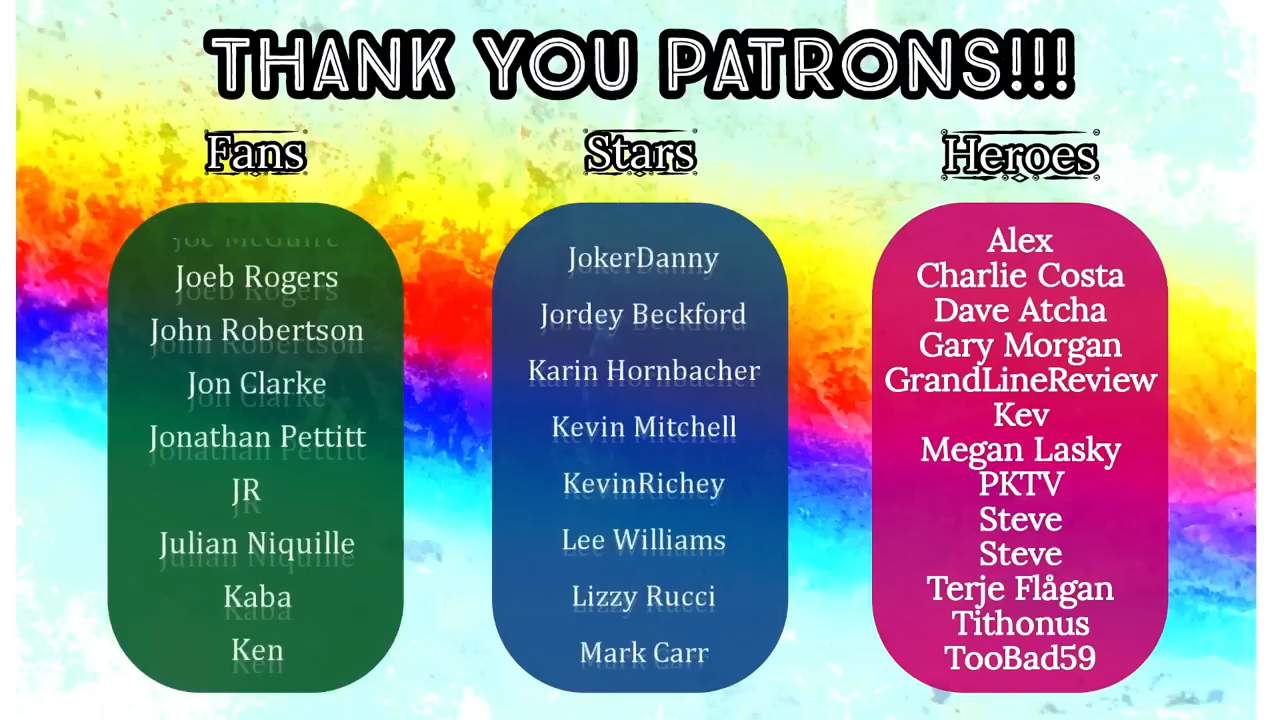 THANK YOU PATRONS!!!
Fans
Joe McGuire
Joeb Rogers
John Robertson
Jon Clarke
Jonathan Pettitt
JR
Julian Niquille
Kaba
Ken
Stars
JokerDanny
Jordey Beckford
Karin Hornbacher
Kevin Mitchell
KevinRichey
Lee Williams
Lizzy Rucci
Mark Carr
Heroes
Alex
Charlie Costa
Dave Atcha
Gary Morgan
GrandLineReview
Kev
Megan Lasky
PKTV
Steve
Steve
Terje Flågan
Tithonus
TooBad59